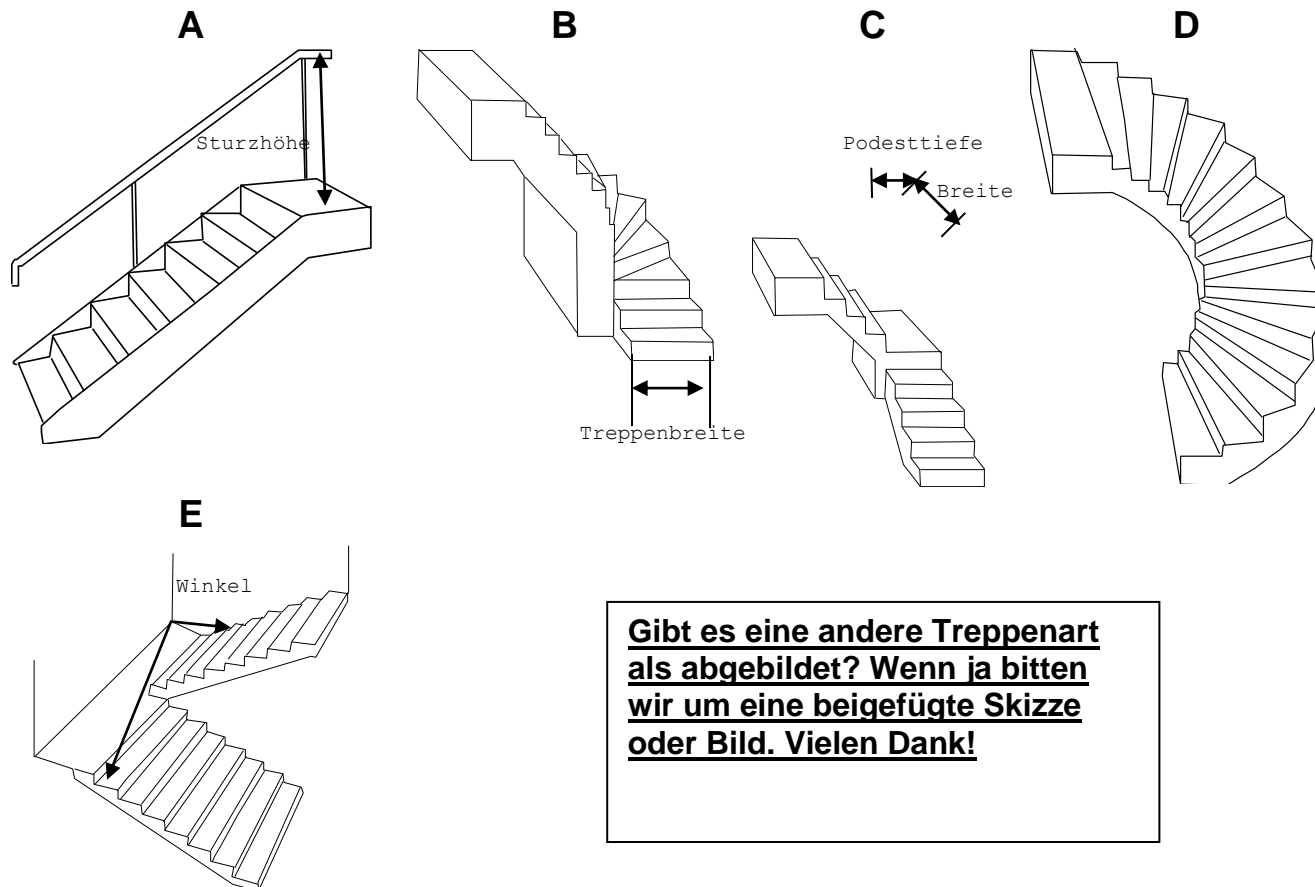 A
B
C
D
Sturzhöhe
Podesttiefe
Breite
Treppenbreite
E
Winkel
Gibt es eine andere Treppenart
als abgebildet? Wenn ja bitten
wir um eine beigefügte Skizze
oder Bild. Vielen Dank!